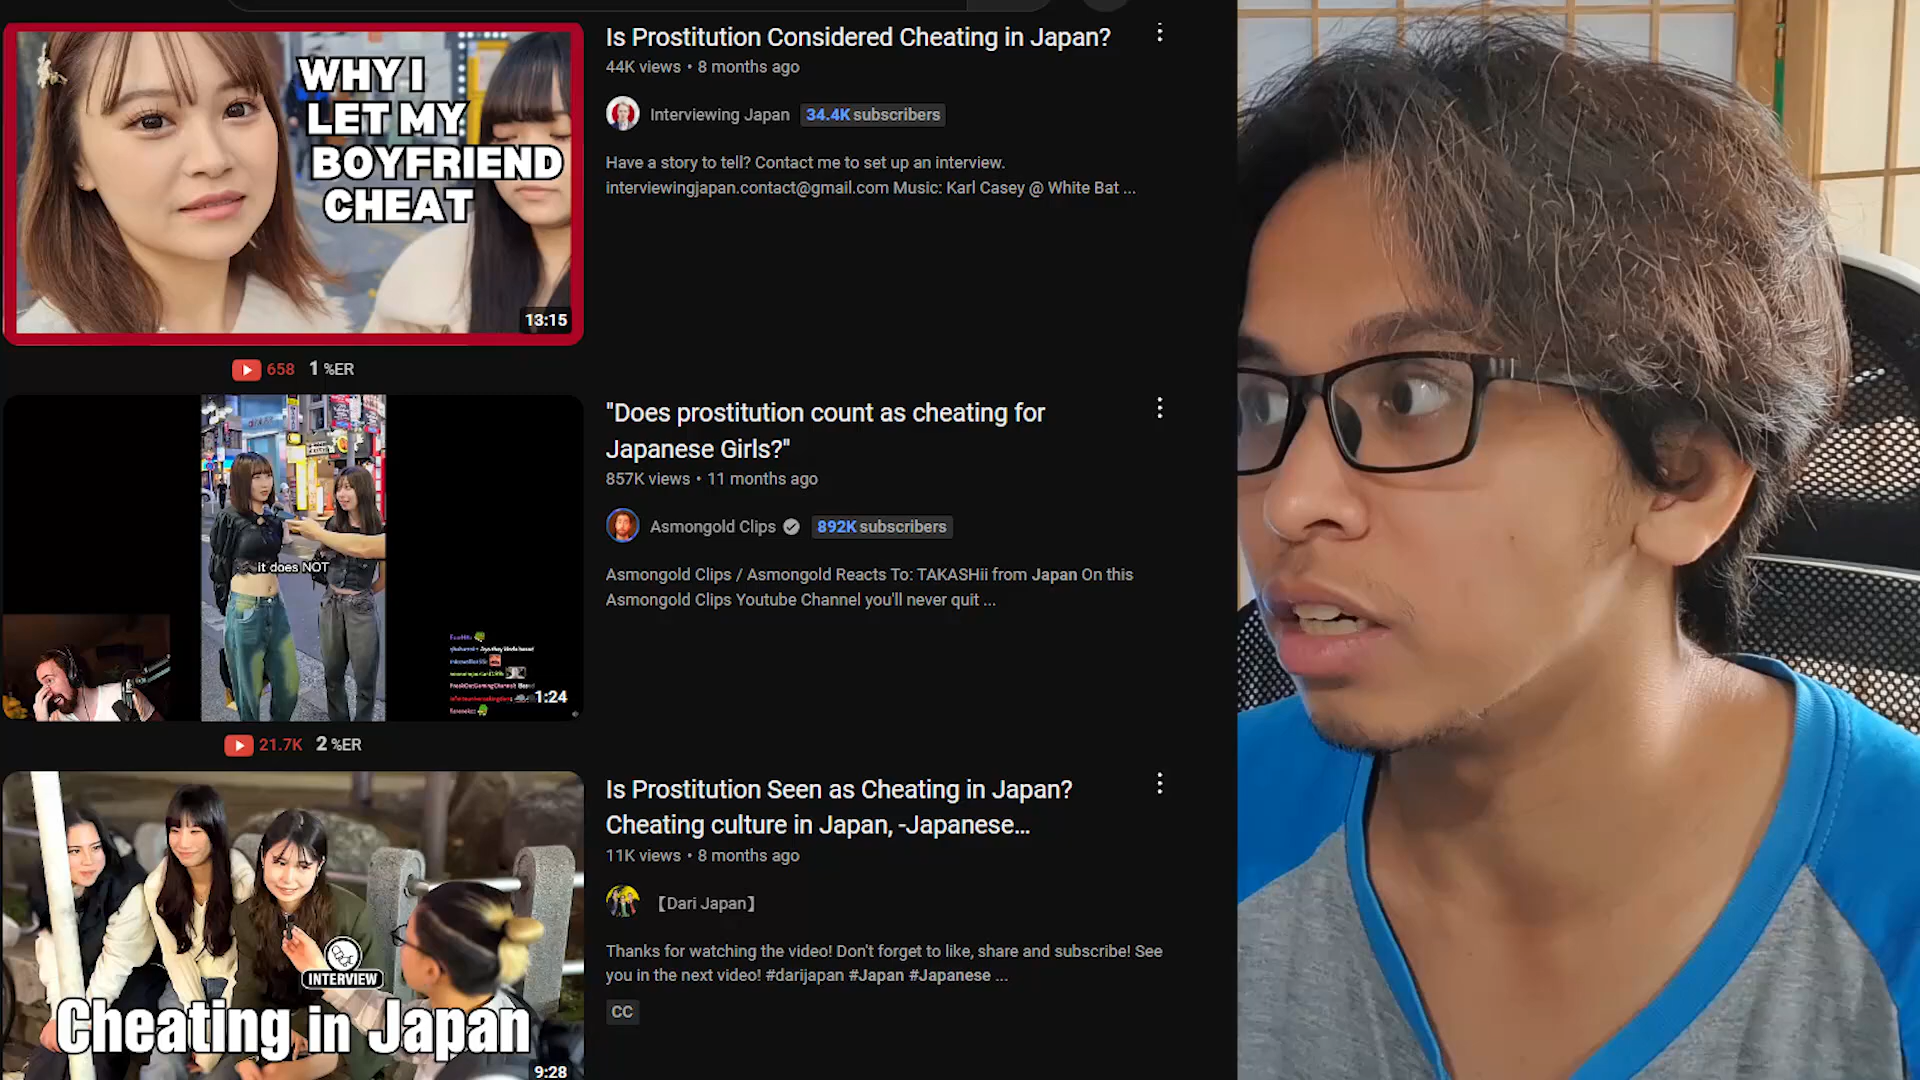 WHY I
LET MY
BOYFRIEND
CHEAT
13:15
Is Prostitution Considered Cheating in Japan?
44K views • 8 months ago
Interviewing Japan
34.4K subscribers
Have a story to tell? Contact me to set up an interview.
interviewingjapan.contact@gmail.com Music: Karl Casey @ White Bat ...
658 1 %ER
it does NOT
1:24
"Does prostitution count as cheating for
Japanese Girls?"
857K views • 11 months ago
Asmongold Clips
892K subscribers
Asmongold Clips / Asmongold Reacts To: TAKASHii from Japan On this
Asmongold Clips Youtube Channel you'll never quit ...
21.7K 2 %ER
INTERVIEW
Cheating in Japan
9:28
Is Prostitution Seen as Cheating in Japan?
Cheating culture in Japan, -Japanese...
11K views • 8 months ago
【Dari Japan】
Thanks for watching the video! Don't forget to like, share and subscribe! See
you in the next video! #darijapan #Japan #Japanese ...
CC